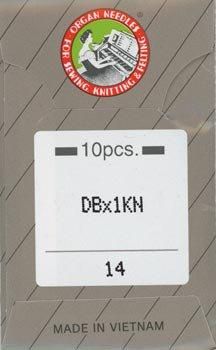 ORGAN NEEDLES
FOR SEWING, KNITTING & FELTING
®
10pcs.
DBx1KN
14
MADE IN VIETNAM